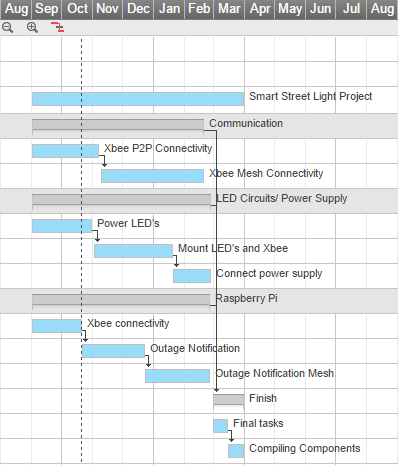 Aug Sep Oct Nov Dec Jan Feb Mar Apr May Jun Jul Aug
Smart Street Light Project
Communication
Xbee P2P Connectivity
Xbee Mesh Connectivity
LED Circuits/ Power Supply
Power LED's
Mount LED's and Xbee
Connect power supply
Raspberry Pi
Xbee connectivity
Outage Notification
Outage Notification Mesh
Finish
Final tasks
Compiling Components